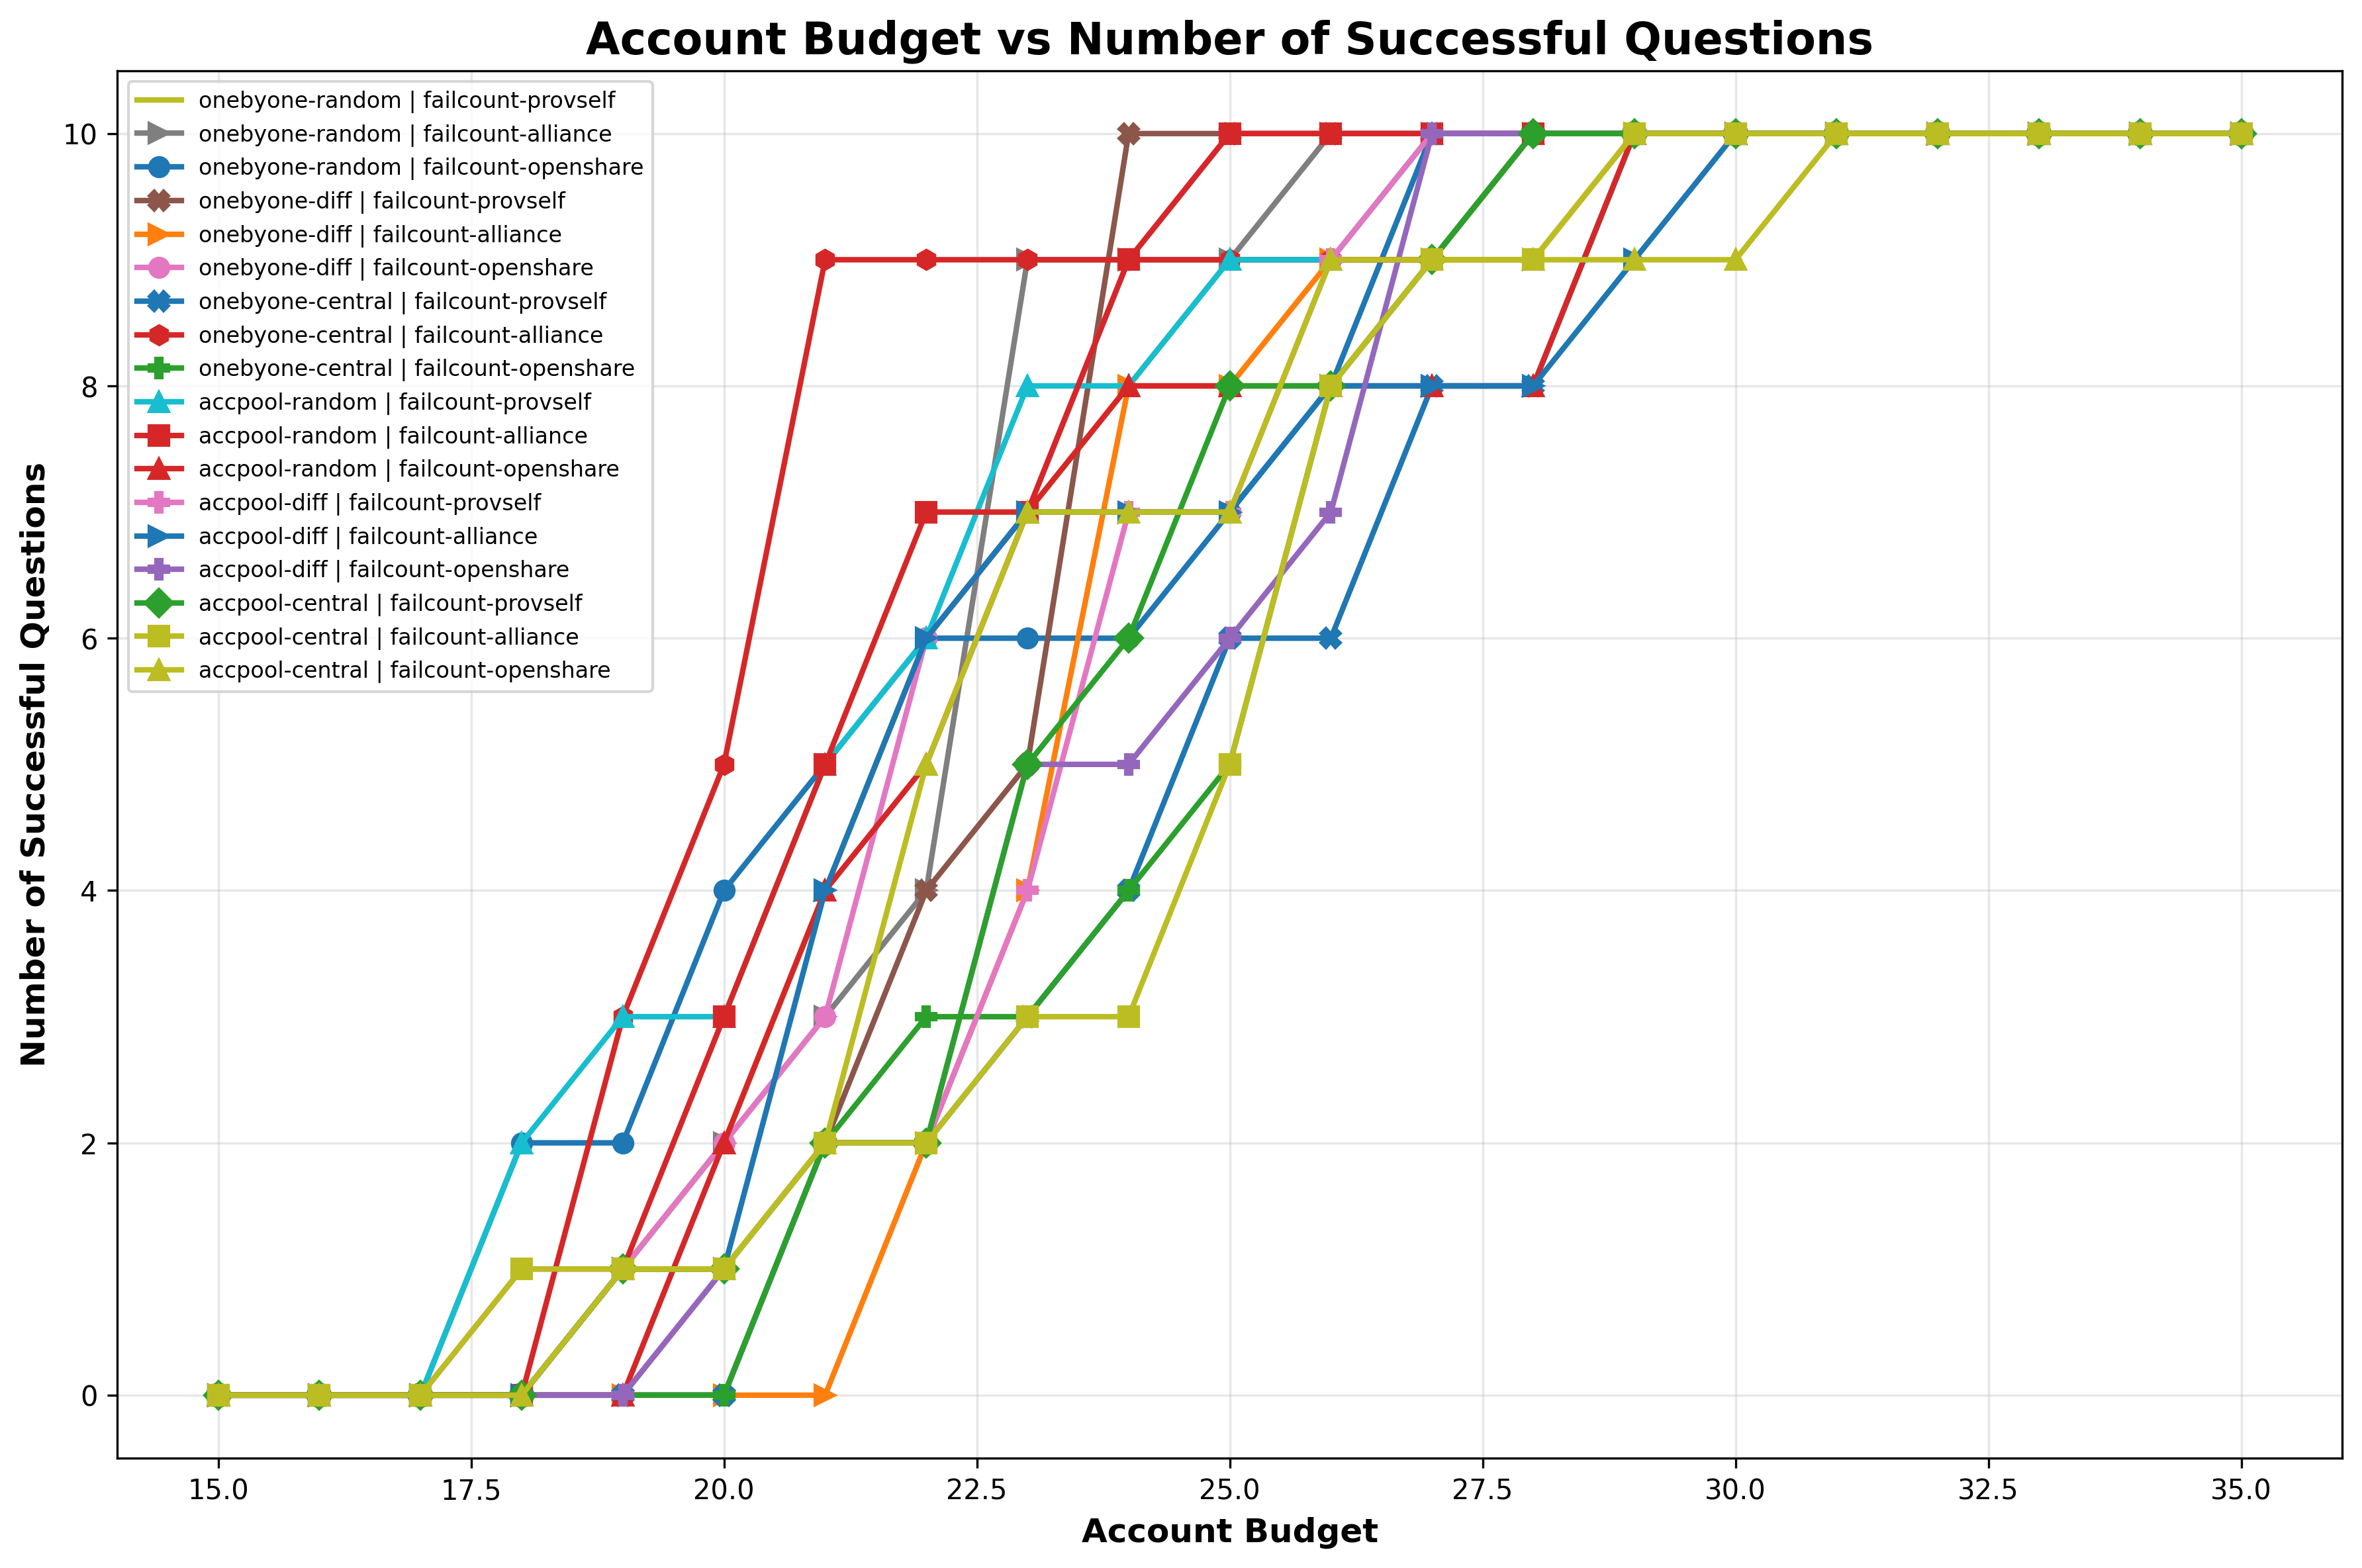 Account Budget vs Number of Successful Questions
onebyone-random | failcount-provself
onebyone-random | failcount-alliance
onebyone-random | failcount-openshare
onebyone-diff | failcount-provself
onebyone-diff | failcount-alliance
onebyone-diff | failcount-openshare
onebyone-central | failcount-provself
onebyone-central | failcount-alliance
onebyone-central | failcount-openshare
accpool-random | failcount-provself
accpool-random | failcount-alliance
accpool-random | failcount-openshare
accpool-diff | failcount-provself
accpool-diff | failcount-alliance
accpool-diff | failcount-openshare
accpool-central | failcount-provself
accpool-central | failcount-alliance
accpool-central | failcount-openshare
Number of Successful Questions
10
8
6
4
2
0
15.0 17.5 20.0 22.5 25.0 27.5 30.0 32.5 35.0
Account Budget